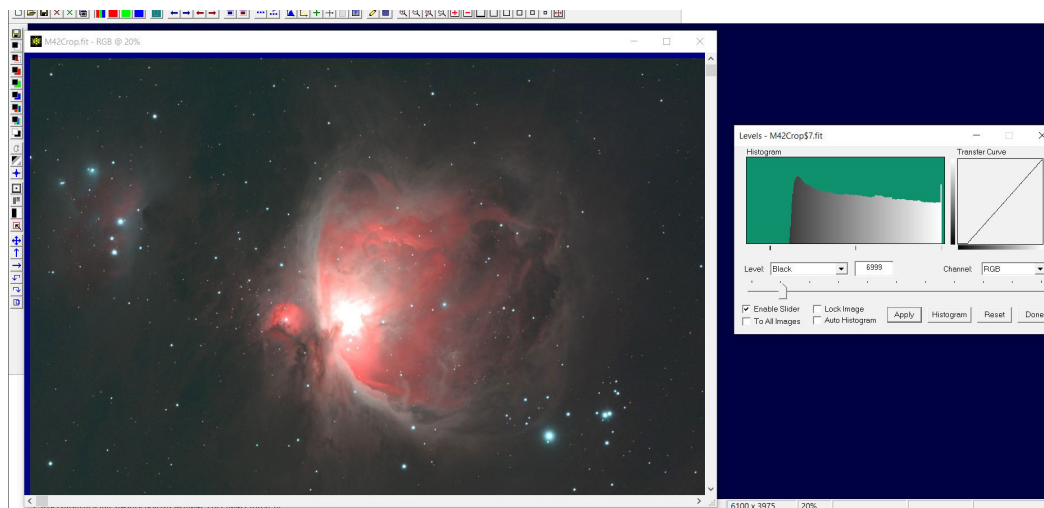 M42Crop.fit - RGB @ 20%
Levels - M42Crop$7.fit
Histogram
Transfer Curve
Level: Black
6999
Channel: RGB
Enable Slider
Lock Image
To All Images
Auto Histogram
Apply
Histogram
Reset
Done
6100 x 3975
20%